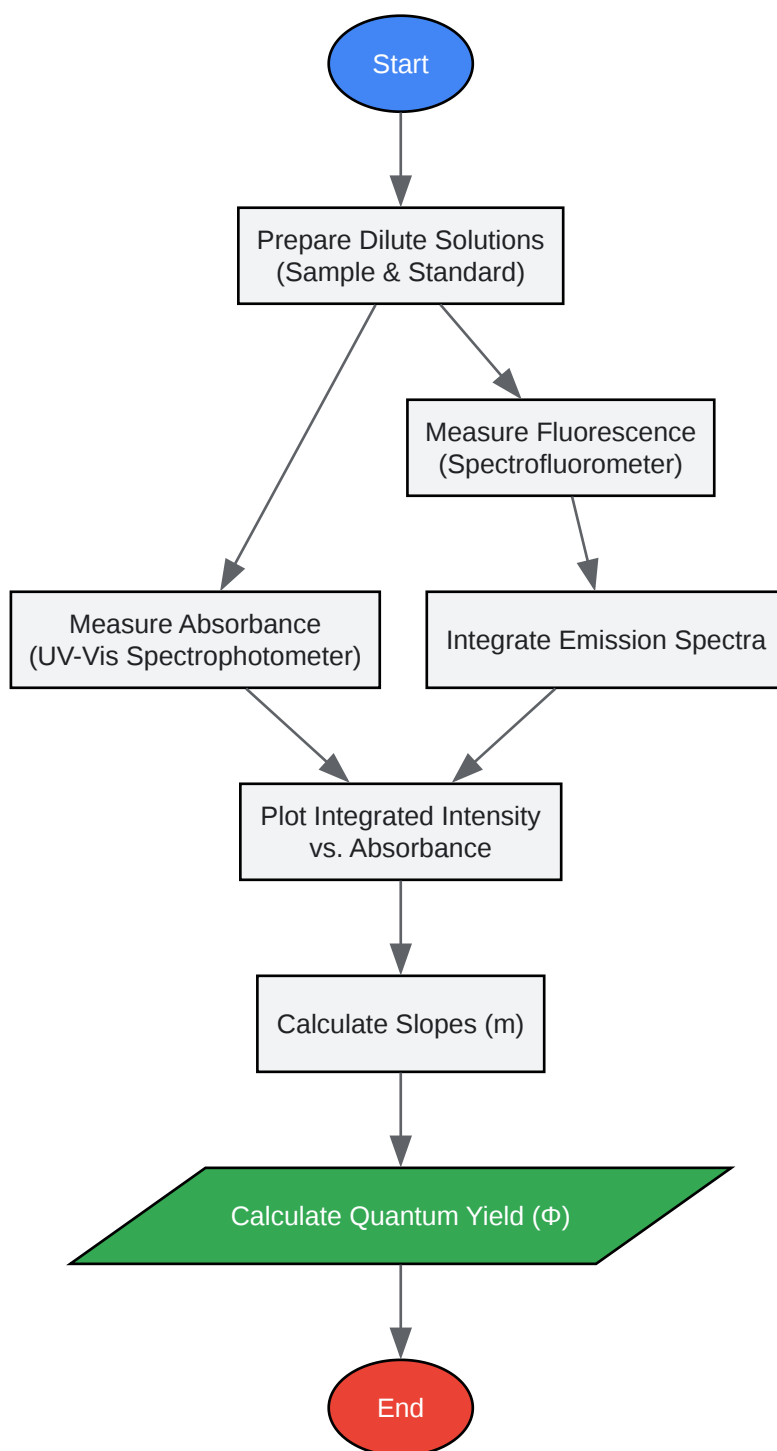 Start
Prepare Dilute Solutions
(Sample & Standard)
Measure Fluorescence
(Spectrofluorometer)
Measure Absorbance
(UV-Vis Spectrophotometer)
Integrate Emission Spectra
Plot Integrated Intensity
vs. Absorbance
Calculate Slopes (m)
Calculate Quantum Yield (Φ)
End